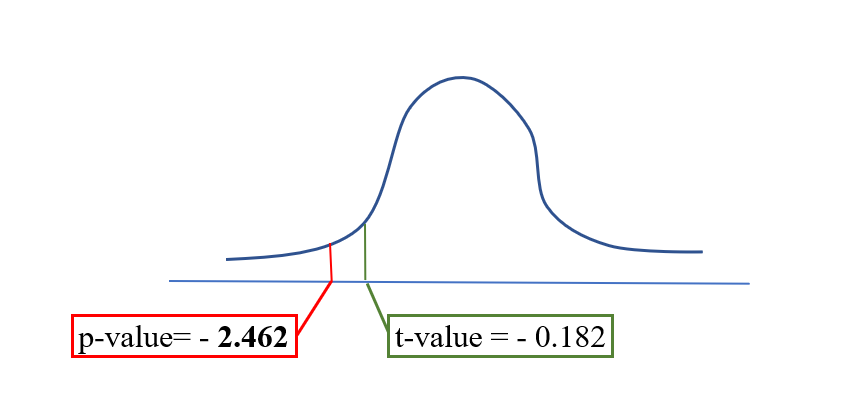 p-value= - 2.462
t-value = - 0.182